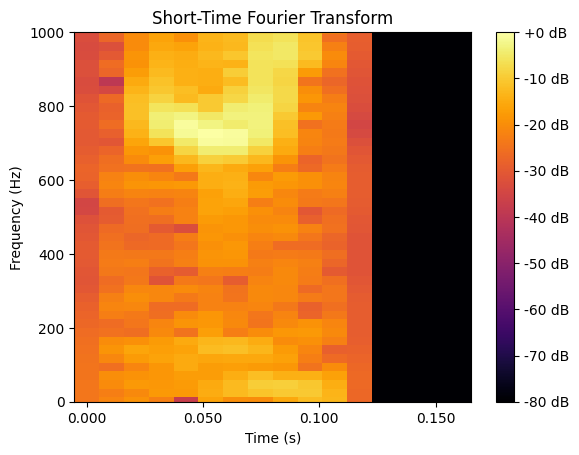 Short-Time Fourier Transform
1000
800
600
400
200
0
Frequency (Hz)
0.000
0.050
0.100
0.150
Time (s)
+0 dB
-10 dB
-20 dB
-30 dB
-40 dB
-50 dB
-60 dB
-70 dB
-80 dB